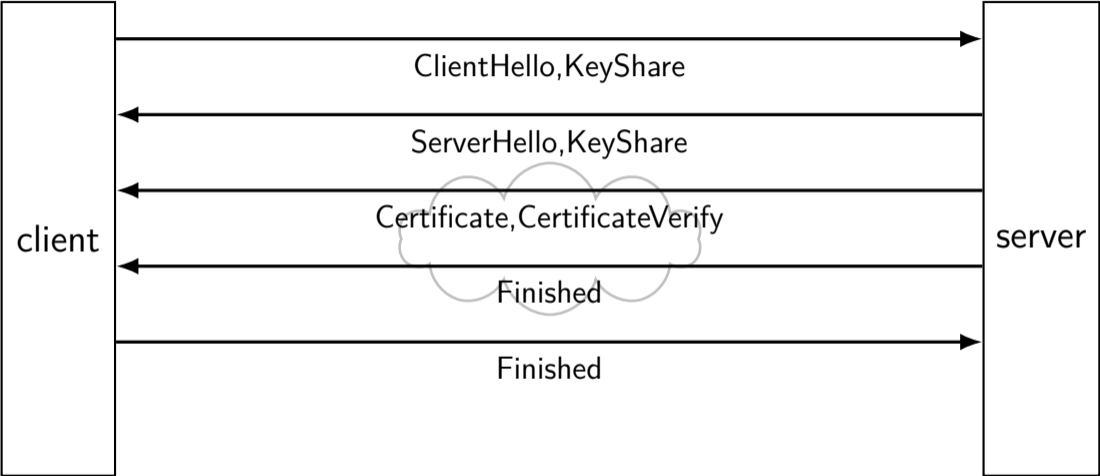 ClientHello,KeyShare
ServerHello,KeyShare
Certificate,CertificateVerify
client
server
Finished
Finished